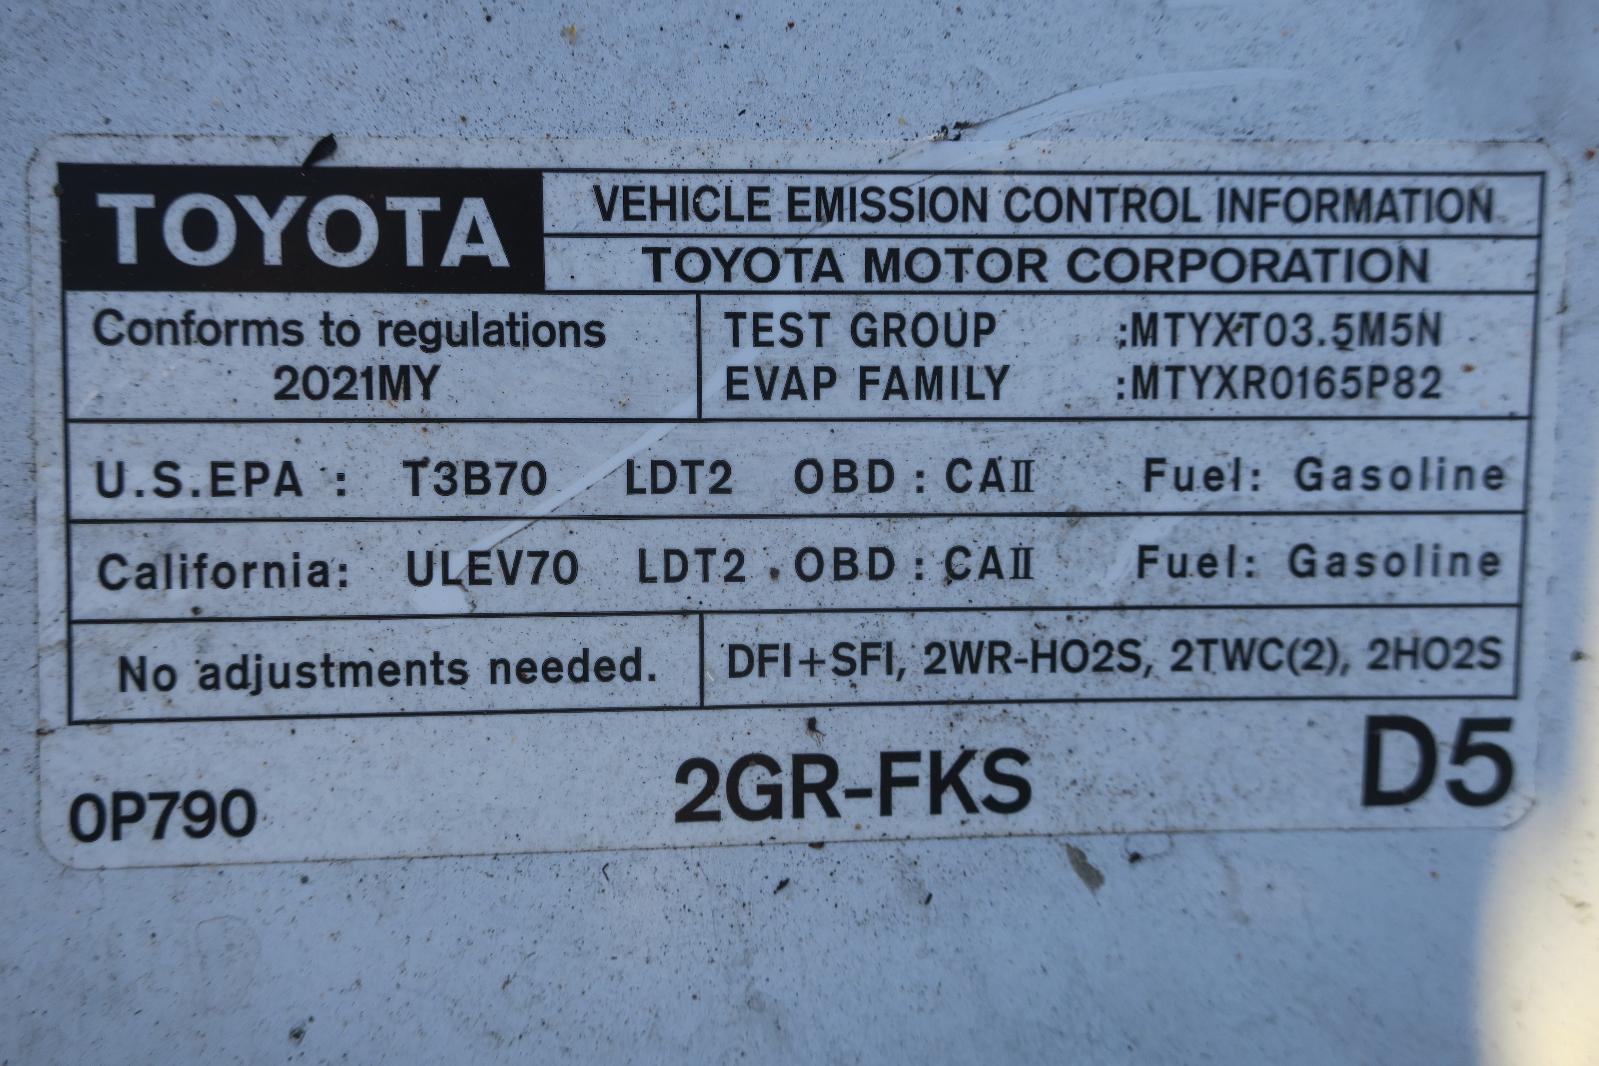 TOYOTA
VEHICLE EMISSION CONTROL INFORMATION
TOYOTA MOTOR CORPORATION
Conforms to regulations
2021MY
TEST GROUP :MTYXT03.5M5N
EVAP FAMILY :MTYXR0165P82
U.S.EPA : T3B70 LDT2 OBD : CAⅡ Fuel: Gasoline
California: ULEV70 LDT2 OBD : CAⅡ Fuel: Gasoline
No adjustments needed.
DFI+SFI, 2WR-HO2S, 2TWC(2), 2HO2S
0P790 2GR-FKS D5